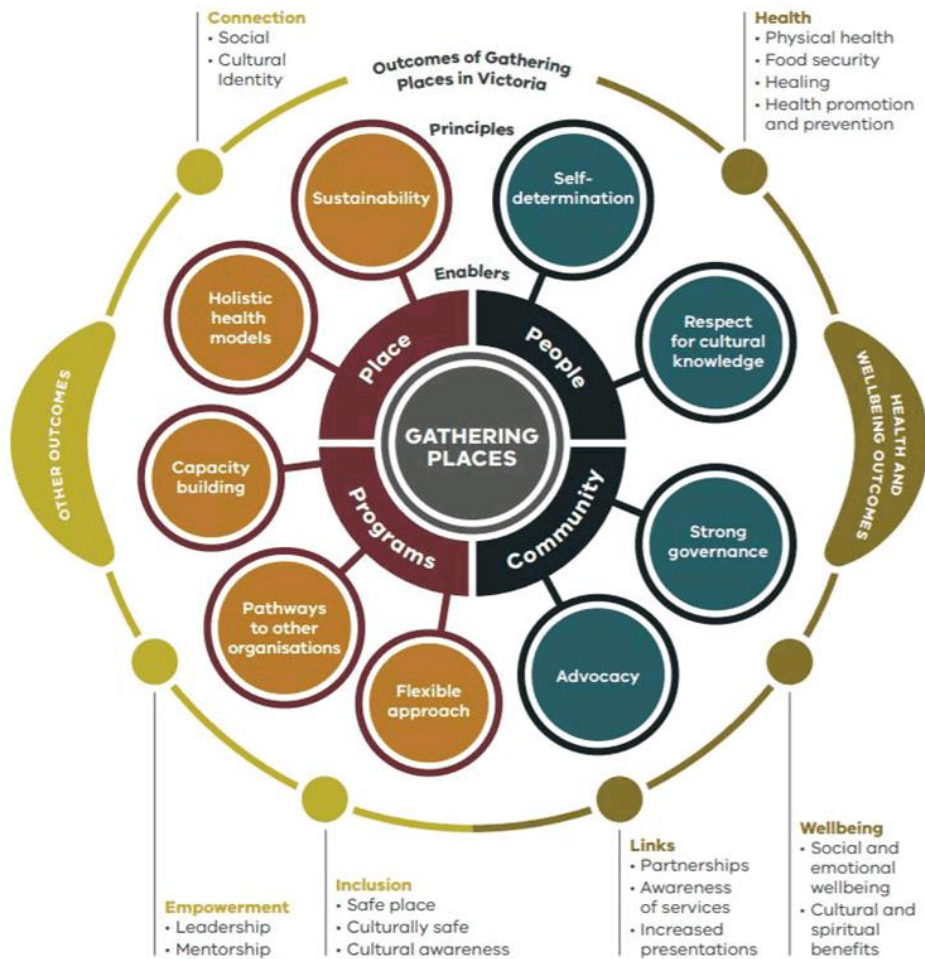 Connection
• Social
• Cultural
Identity
Health
• Physical health
• Food security
• Healing
• Health promotion
and prevention
Outcomes of Gathering
Places in Victoria
Principles
Sustainability
Self-
determination
Enablers
Holistic
health
models
Respect
for cultural
knowledge
Place
People
GATHERING
PLACES
OTHER OUTCOMES
HEALTH AND
WELLBEING OUTCOMES
Capacity
building
Programs
Community
Strong
governance
Pathways
to other
organisations
Flexible
approach
Advocacy
Empowerment
• Leadership
• Mentorship
Inclusion
• Safe place
• Culturally safe
• Cultural awareness
Links
• Partnerships
• Awareness
of services
• Increased
presentations
Wellbeing
• Social and
emotional
wellbeing
• Cultural and
spiritual
benefits